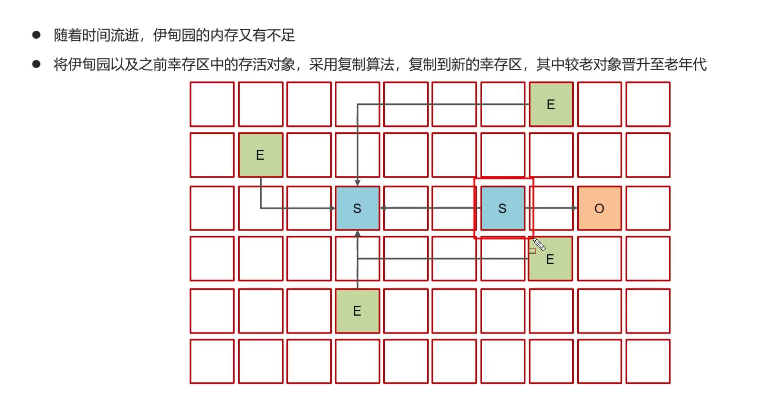 随着时间流逝，伊甸园的内存又有不足
将伊甸园以及之前幸存区中的存活对象，采用复制算法，复制到新的幸存区，其中较老对象晋升至老年代
E
E
S S O
E
E